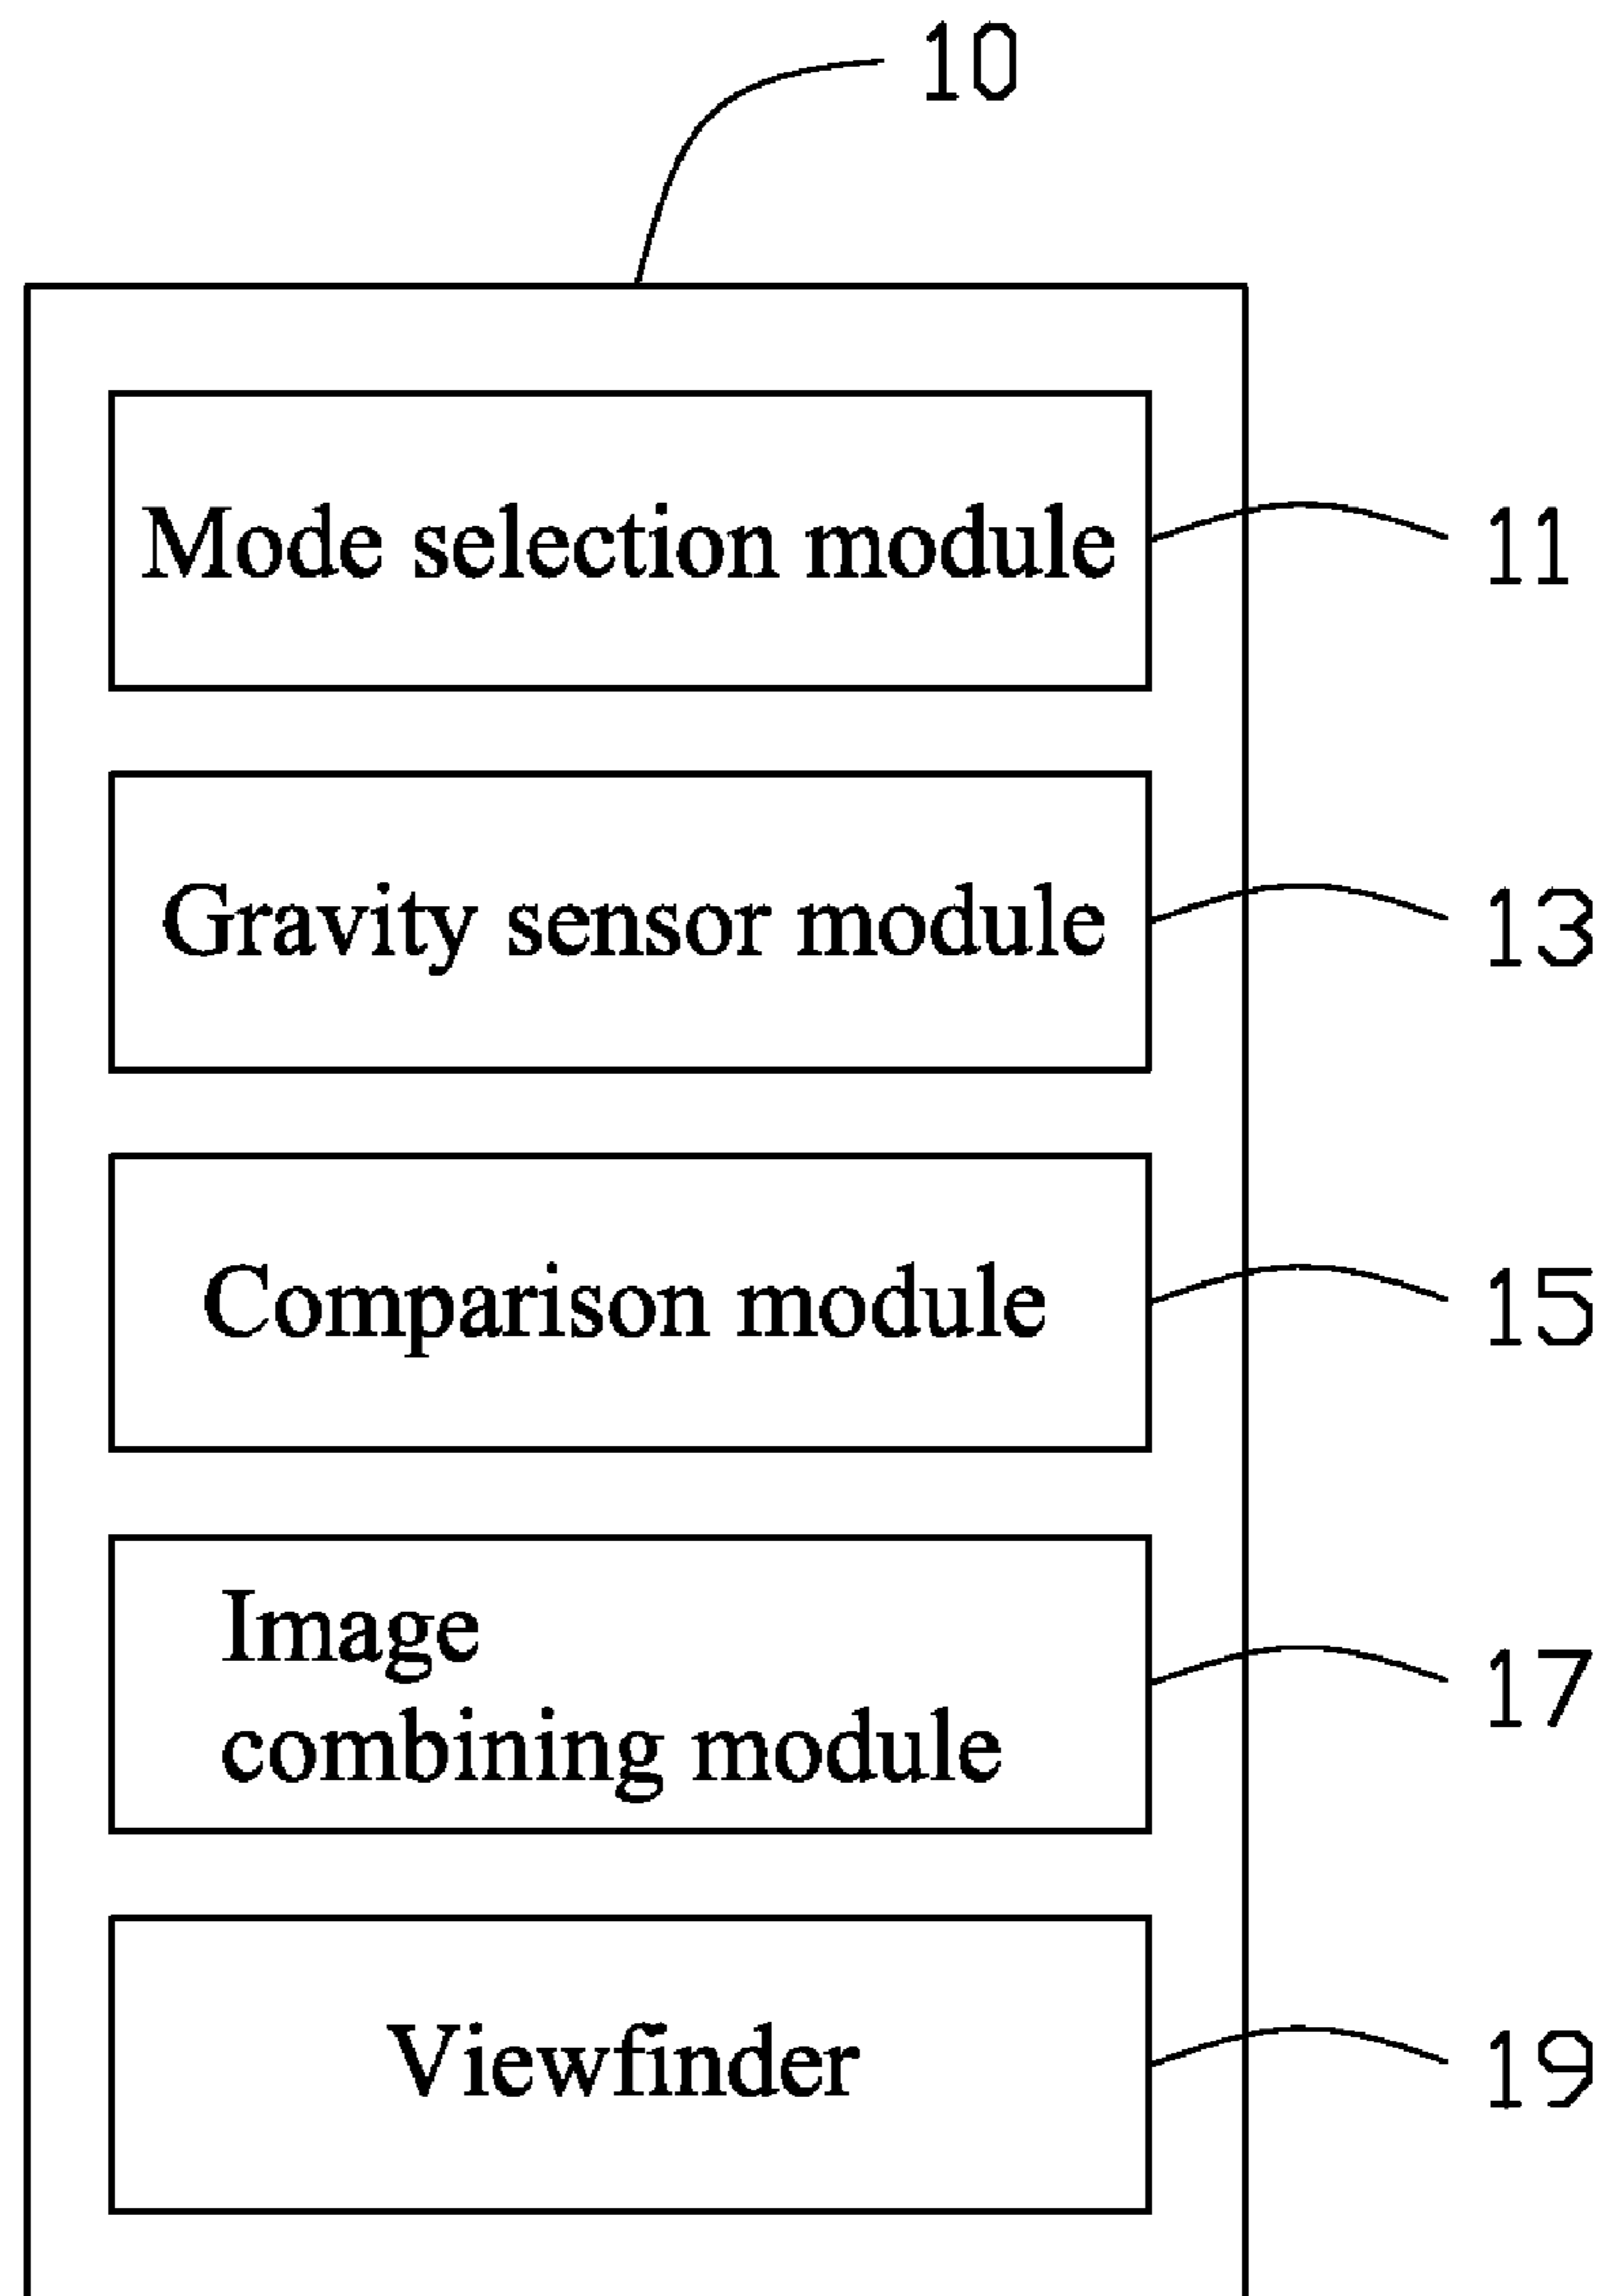 10
Mode selection module
11
Gravity sensor module
13
Comparison module
15
Image
combining module
17
Viewfinder
19